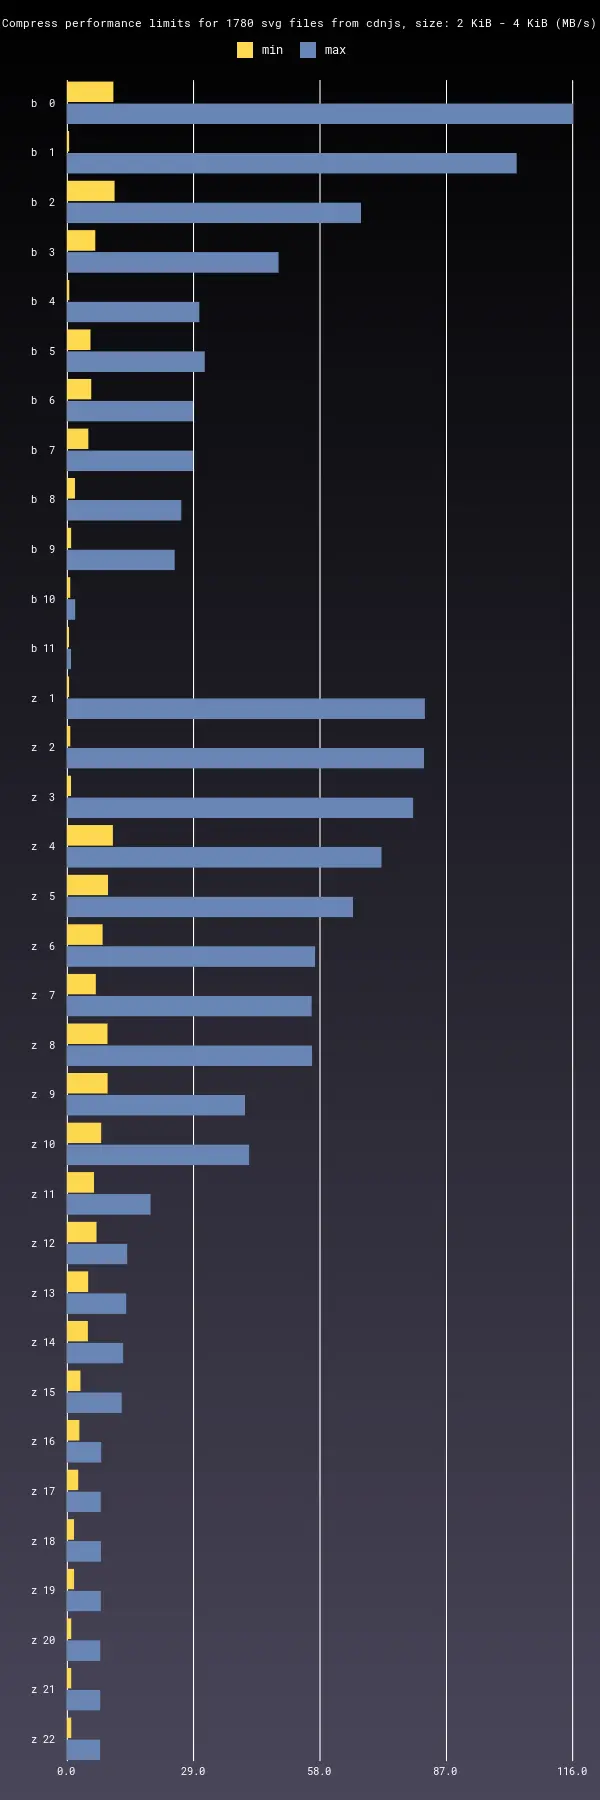 Compress performance limits for 1780 svg files from cdnjs, size: 2 KiB - 4 KiB (MB/s)
min max
b 0
b 1
b 2
b 3
b 4
b 5
b 6
b 7
b 8
b 9
b 10
b 11
z 1
z 2
z 3
z 4
z 5
z 6
z 7
z 8
z 9
z 10
z 11
z 12
z 13
z 14
z 15
z 16
z 17
z 18
z 19
z 20
z 21
z 22
0.0 29.0 58.0 87.0 116.0